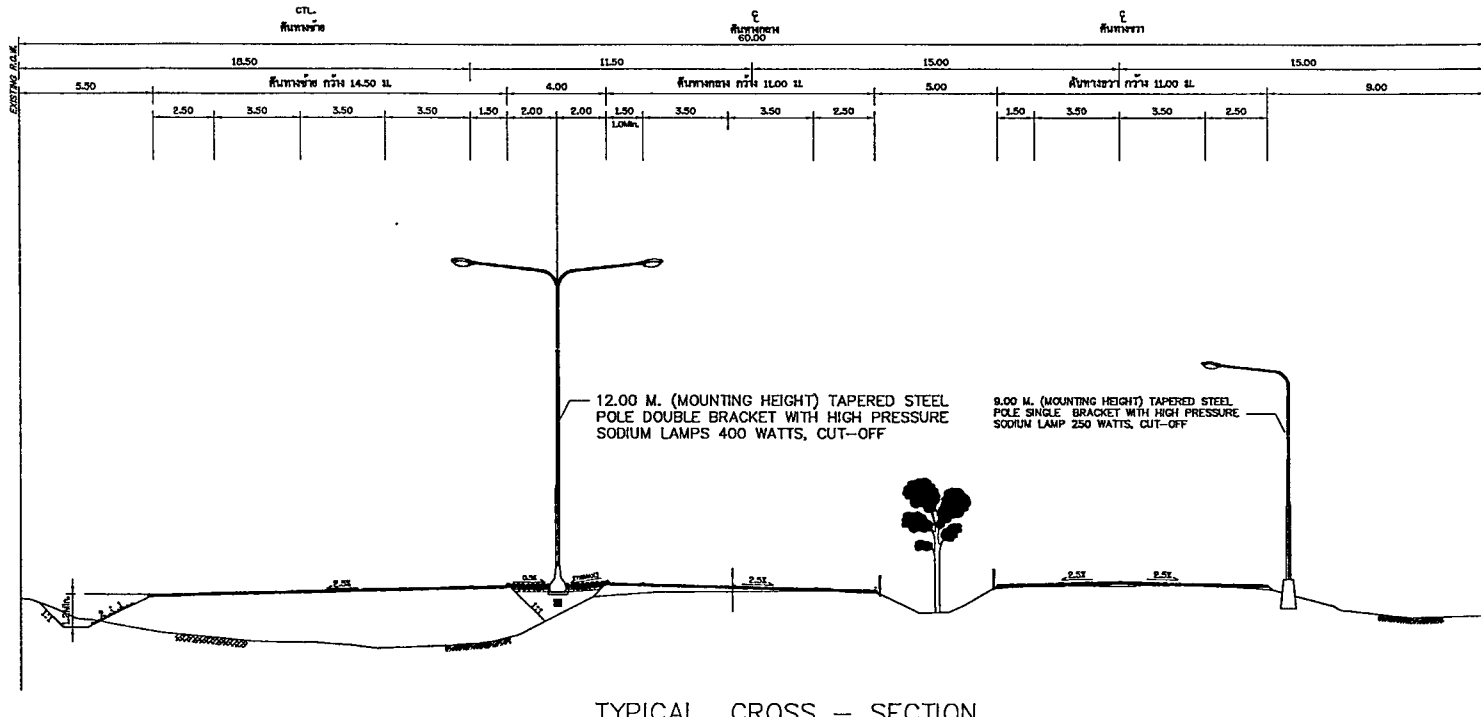 CTL.
คันทางซ้าย
คันทางกลาง
คันทางขวา
60.00
EXISTING R.O.W.
18.50 11.50 15.00 15.00
5.50 คันทางซ้าย กว้าง 14.50 ม. 4.00 คันทางกลาง กว้าง 11.00 ม. 5.00 คันทางขวา กว้าง 11.00 ม. 9.00
2.50 3.50 3.50 3.50 1.50 2.00 2.00 1.50 3.50 3.50 2.50 1.50 3.50 3.50 2.50
1.0Min.
12.00 M. (MOUNTING HEIGHT) TAPERED STEEL
POLE DOUBLE BRACKET WITH HIGH PRESSURE
SODIUM LAMPS 400 WATTS, CUT-OFF
9.00 M. (MOUNTING HEIGHT) TAPERED STEEL
POLE SINGLE BRACKET WITH HIGH PRESSURE
SODIUM LAMP 250 WATTS, CUT-OFF
2.5% 2.5% 2.5% 2.5%
1:1
TYPICAL CROSS - SECTION